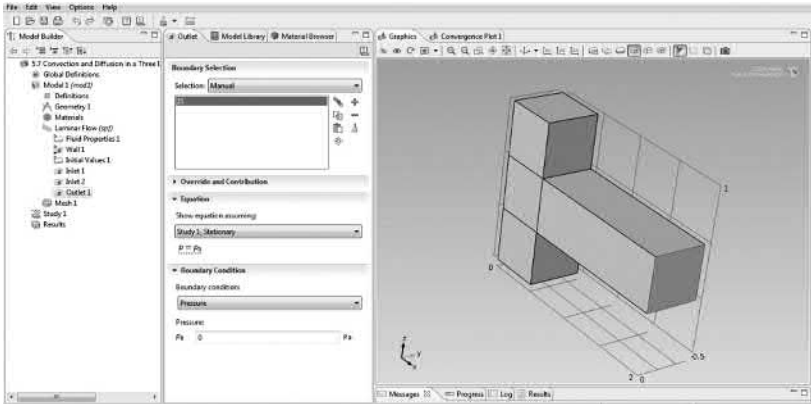 File Edit View Options Help
Model Builder
Outlet
Model Library
Material Browser
Graphics
Convergence Plot 1
5.7 Convection and Diffusion in a Three
Global Definitions
Model 1 (mod1)
Definitions
Geometry 1
Materials
Laminar Flow (spf)
Fluid Properties 1
Wall 1
Initial Values 1
Inlet 1
Inlet 2
Outlet 1
Mesh 1
Study 1
Results
Boundary Selection
Selection: Manual
Override and Contribution
Equation
Show equation assuming:
Study 1, Stationary
Boundary Condition
Boundary condition:
Pressure
Pressure:
0
Pa
1
0
-0.5
2 0
z
y
x
Messages
Progress
Log
Results